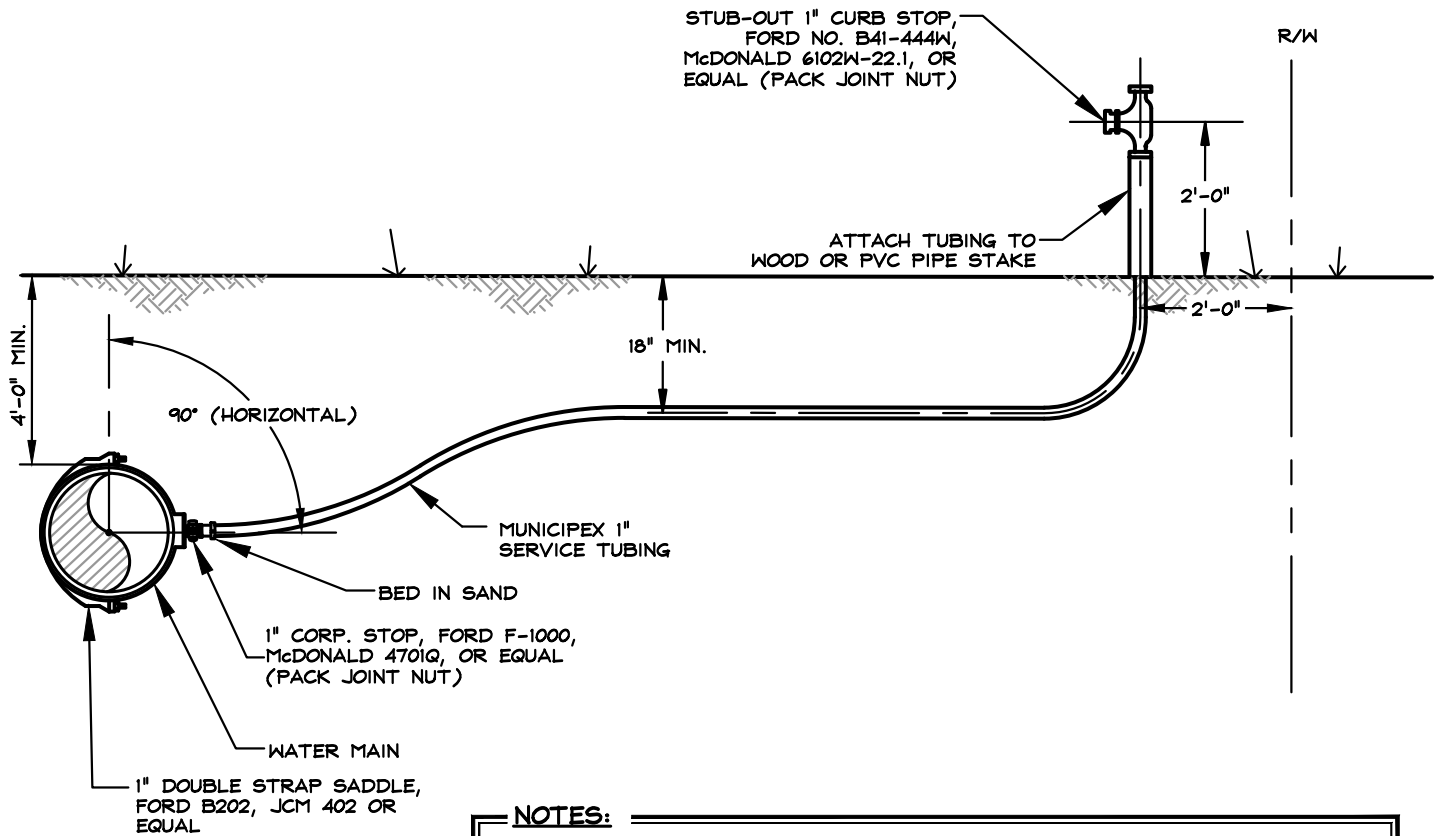 STUB-OUT 1" CURB STOP,
FORD NO. B41-444W,
McDONALD 6102W-22.1, OR
EQUAL (PACK JOINT NUT)
R/W
2'-0"
ATTACH TUBING TO
WOOD OR PVC PIPE STAKE
2'-0"
18" MIN.
4'-0" MIN.
90° (HORIZONTAL)
MUNICIPEX 1"
SERVICE TUBING
BED IN SAND
1" CORP. STOP, FORD F-1000,
McDONALD 4701Q, OR EQUAL
(PACK JOINT NUT)
WATER MAIN
1" DOUBLE STRAP SADDLE,
FORD B202, JCM 402 OR
EQUAL
NOTES: